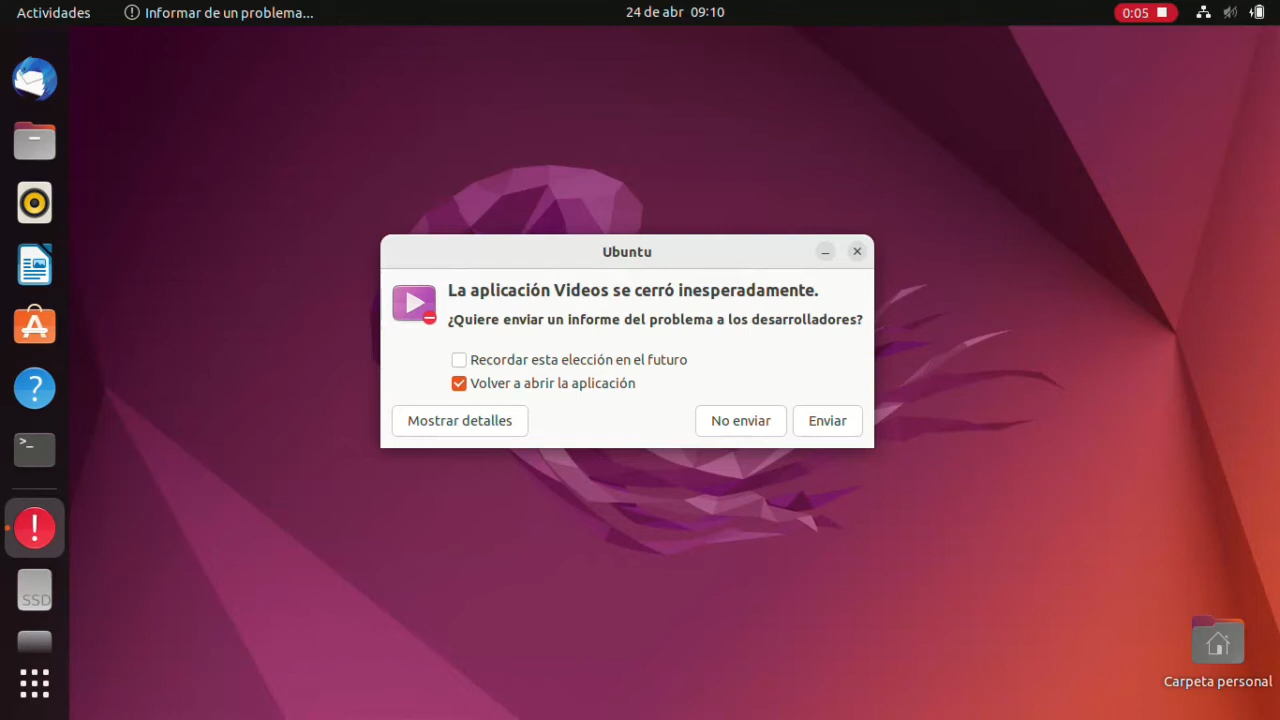 Actividades
Informar de un problema...
24 de abr 09:10
0:05
Ubuntu
La aplicación Videos se cerró inesperadamente.
¿Quiere enviar un informe del problema a los desarrolladores?
Recordar esta elección en el futuro
Volver a abrir la aplicación
Mostrar detalles
No enviar
Enviar
>_
SSD
Carpeta personal